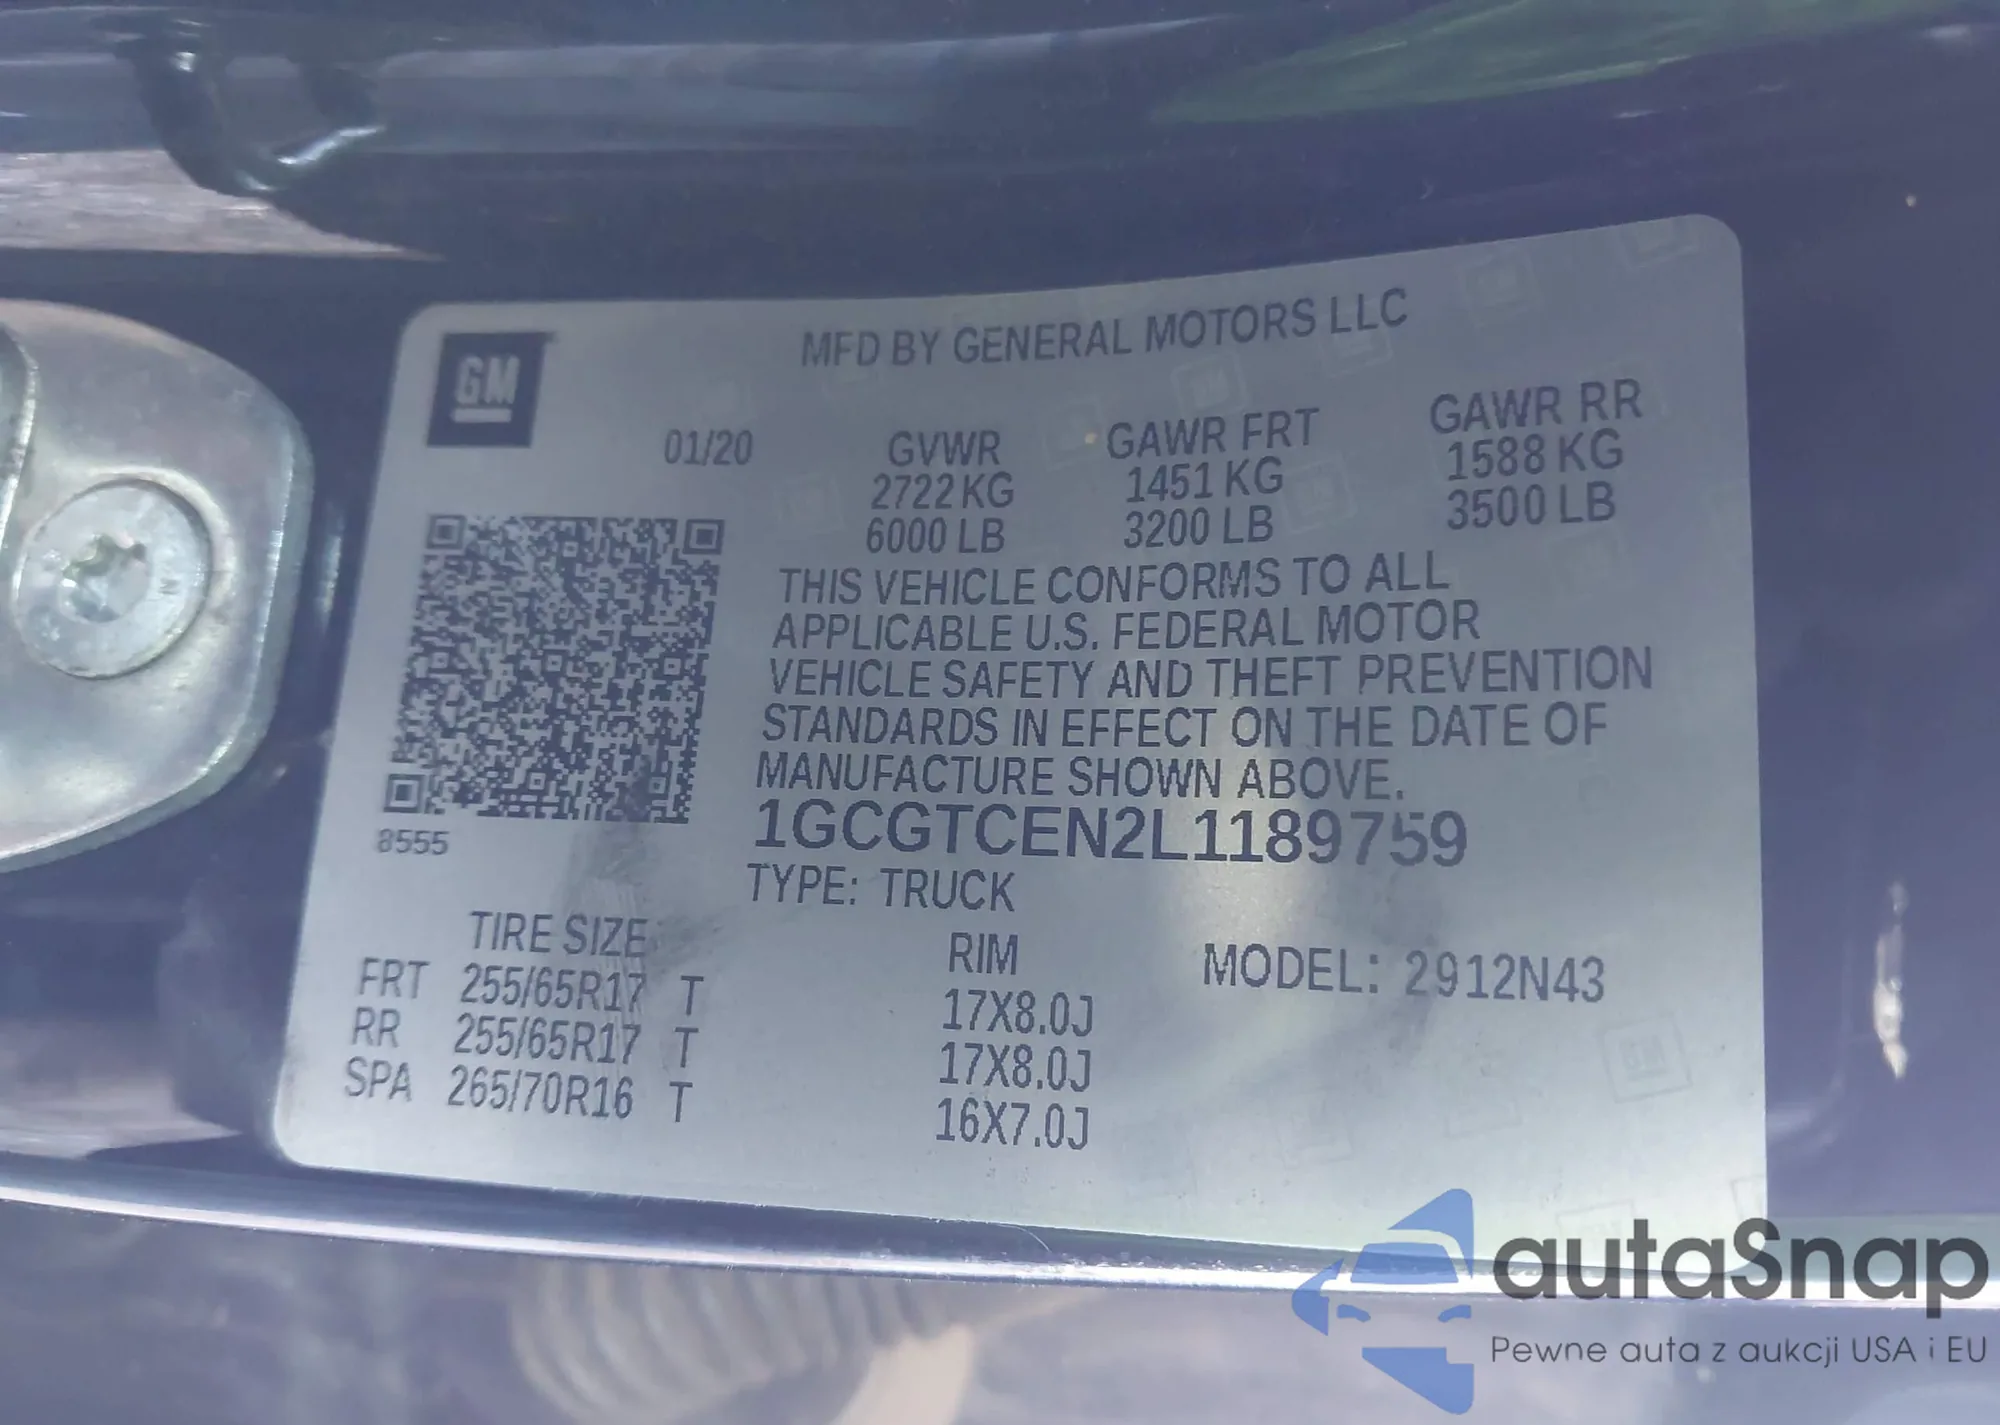 GM
MFD BY GENERAL MOTORS LLC
01/20 GVWR GAWR FRT GAWR RR
2722 KG 1451 KG 1588 KG
6000 LB 3200 LB 3500 LB
THIS VEHICLE CONFORMS TO ALL
APPLICABLE U.S. FEDERAL MOTOR
VEHICLE SAFETY AND THEFT PREVENTION
STANDARDS IN EFFECT ON THE DATE OF
MANUFACTURE SHOWN ABOVE.
1GCGTCEN2L1189759
8555
TYPE: TRUCK
TIRE SIZE RIM MODEL: 2912N43
FRT 255/65R17 T 17X8.0J
RR 255/65R17 T 17X8.0J
SPA 265/70R16 T 16X7.0J
autaSnap
Pewne auta z aukcji USA i EU